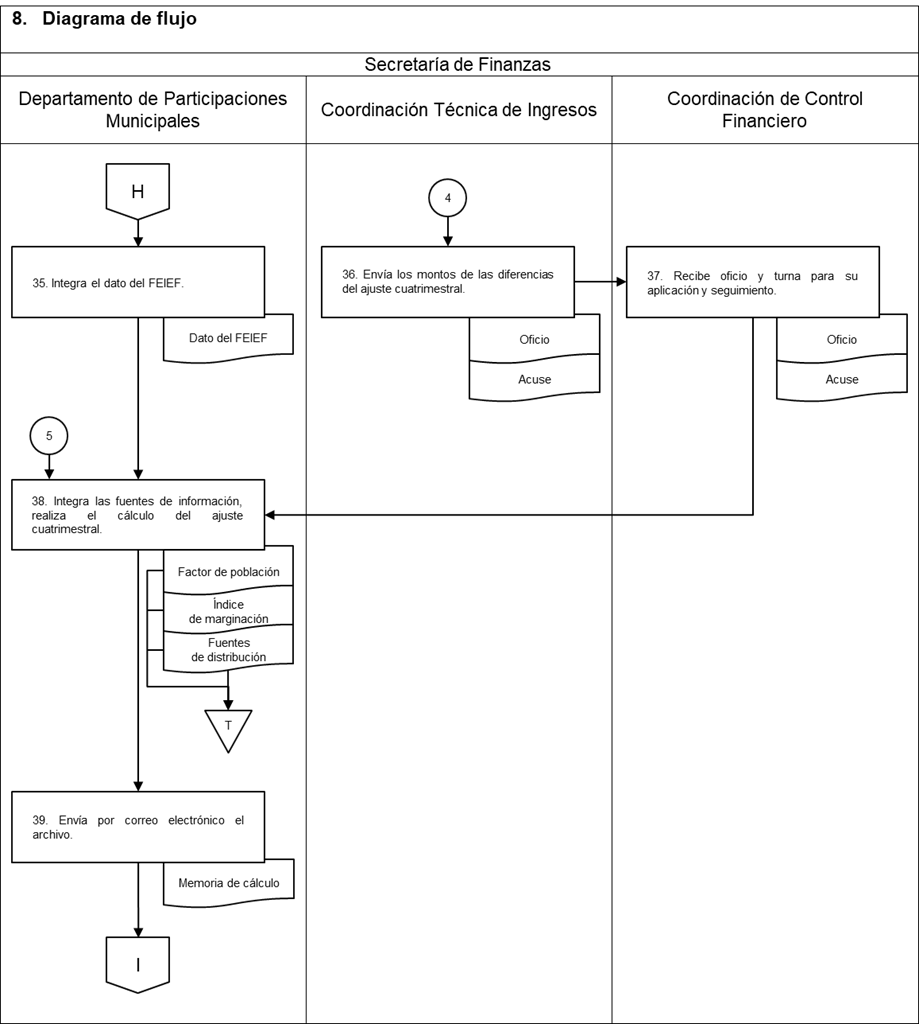 8. Diagrama de flujo
Secretaría de Finanzas
Departamento de Participaciones
Municipales
Coordinación Técnica de Ingresos
Coordinación de Control
Financiero
H
35. Integra el dato del FEIEF.
Dato del FEIEF
4
36. Envía los montos de las diferencias
del ajuste cuatrimestral.
Oficio
Acuse
37. Recibe oficio y turna para su
aplicación y seguimiento.
Oficio
Acuse
5
38. Integra las fuentes de información,
realiza el cálculo del ajuste
cuatrimestral.
Factor de población
Índice
de marginación
Fuentes
de distribución
T
39. Envía por correo electrónico el
archivo.
Memoria de cálculo
I